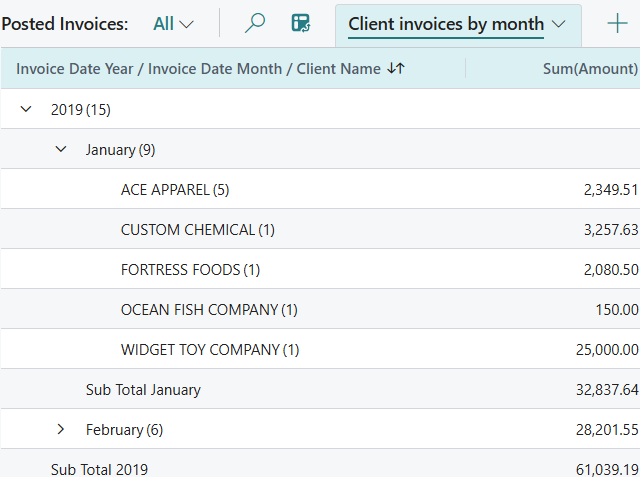 Posted Invoices: All Client invoices by month
Invoice Date Year / Invoice Date Month / Client Name Sum(Amount)
2019 (15)
January (9)
ACE APPAREL (5) 2,349.51
CUSTOM CHEMICAL (1) 3,257.63
FORTRESS FOODS (1) 2,080.50
OCEAN FISH COMPANY (1) 150.00
WIDGET TOY COMPANY (1) 25,000.00
Sub Total January 32,837.64
February (6) 28,201.55
Sub Total 2019 61,039.19